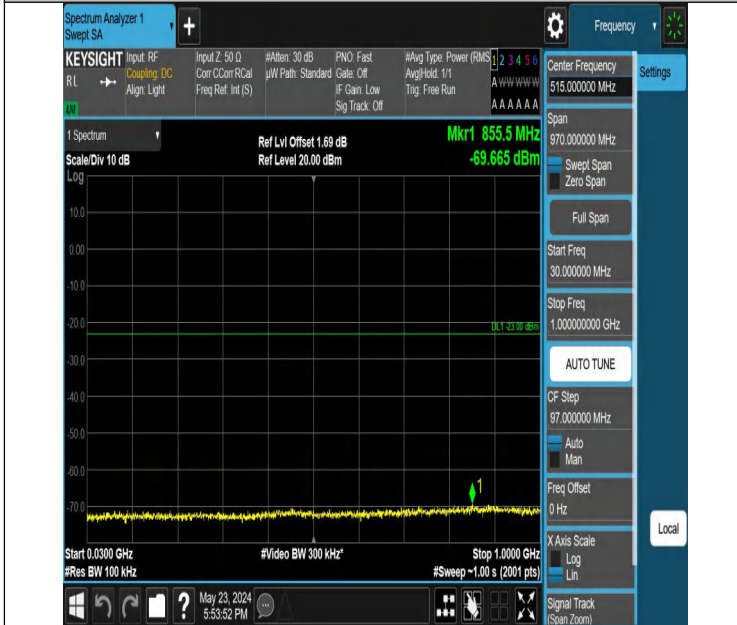 Spectrum Analyzer 1
Swept SA
+
Frequency
KEYSIGHT
RL
Input: RF
Coupling: DC
Align: Light
Input Z: 50 Ω
Corr CCorr RCal
Freq Ref: Int (S)
#Atten: 30 dB
µW Path: Standard
PNO: Fast
Gate: Off
IF Gain: Low
Sig Track: Off
#Avg Type: Power (RMS
Avg|Hold: 1/1
Trig: Free Run
1 2 3 4 5 6
A W W W W W
A A A A A A
1 Spectrum
Scale/Div 10 dB
Log
Ref Lvl Offset 1.69 dB
Ref Level 20.00 dBm
Mkr1 855.5 MHz
-69.665 dBm
10.0
0.00
-10.0
-20.0
DL1 -23.00 dBm
-30.0
-40.0
-50.0
-60.0
1
-70.0
Start 0.0300 GHz
#Video BW 300 kHz*
Stop 1.0000 GHz
#Res BW 100 kHz
#Sweep ~1.00 s (2001 pts)
?
May 23, 2024
5:53:52 PM
Center Frequency
515.000000 MHz
Settings
Span
970.000000 MHz
Swept Span
Zero Span
Full Span
Start Freq
30.000000 MHz
Stop Freq
1.000000000 GHz
AUTO TUNE
CF Step
97.000000 MHz
Auto
Man
Freq Offset
0 Hz
Local
X Axis Scale
Log
Lin
Signal Track
(Span Zoom)